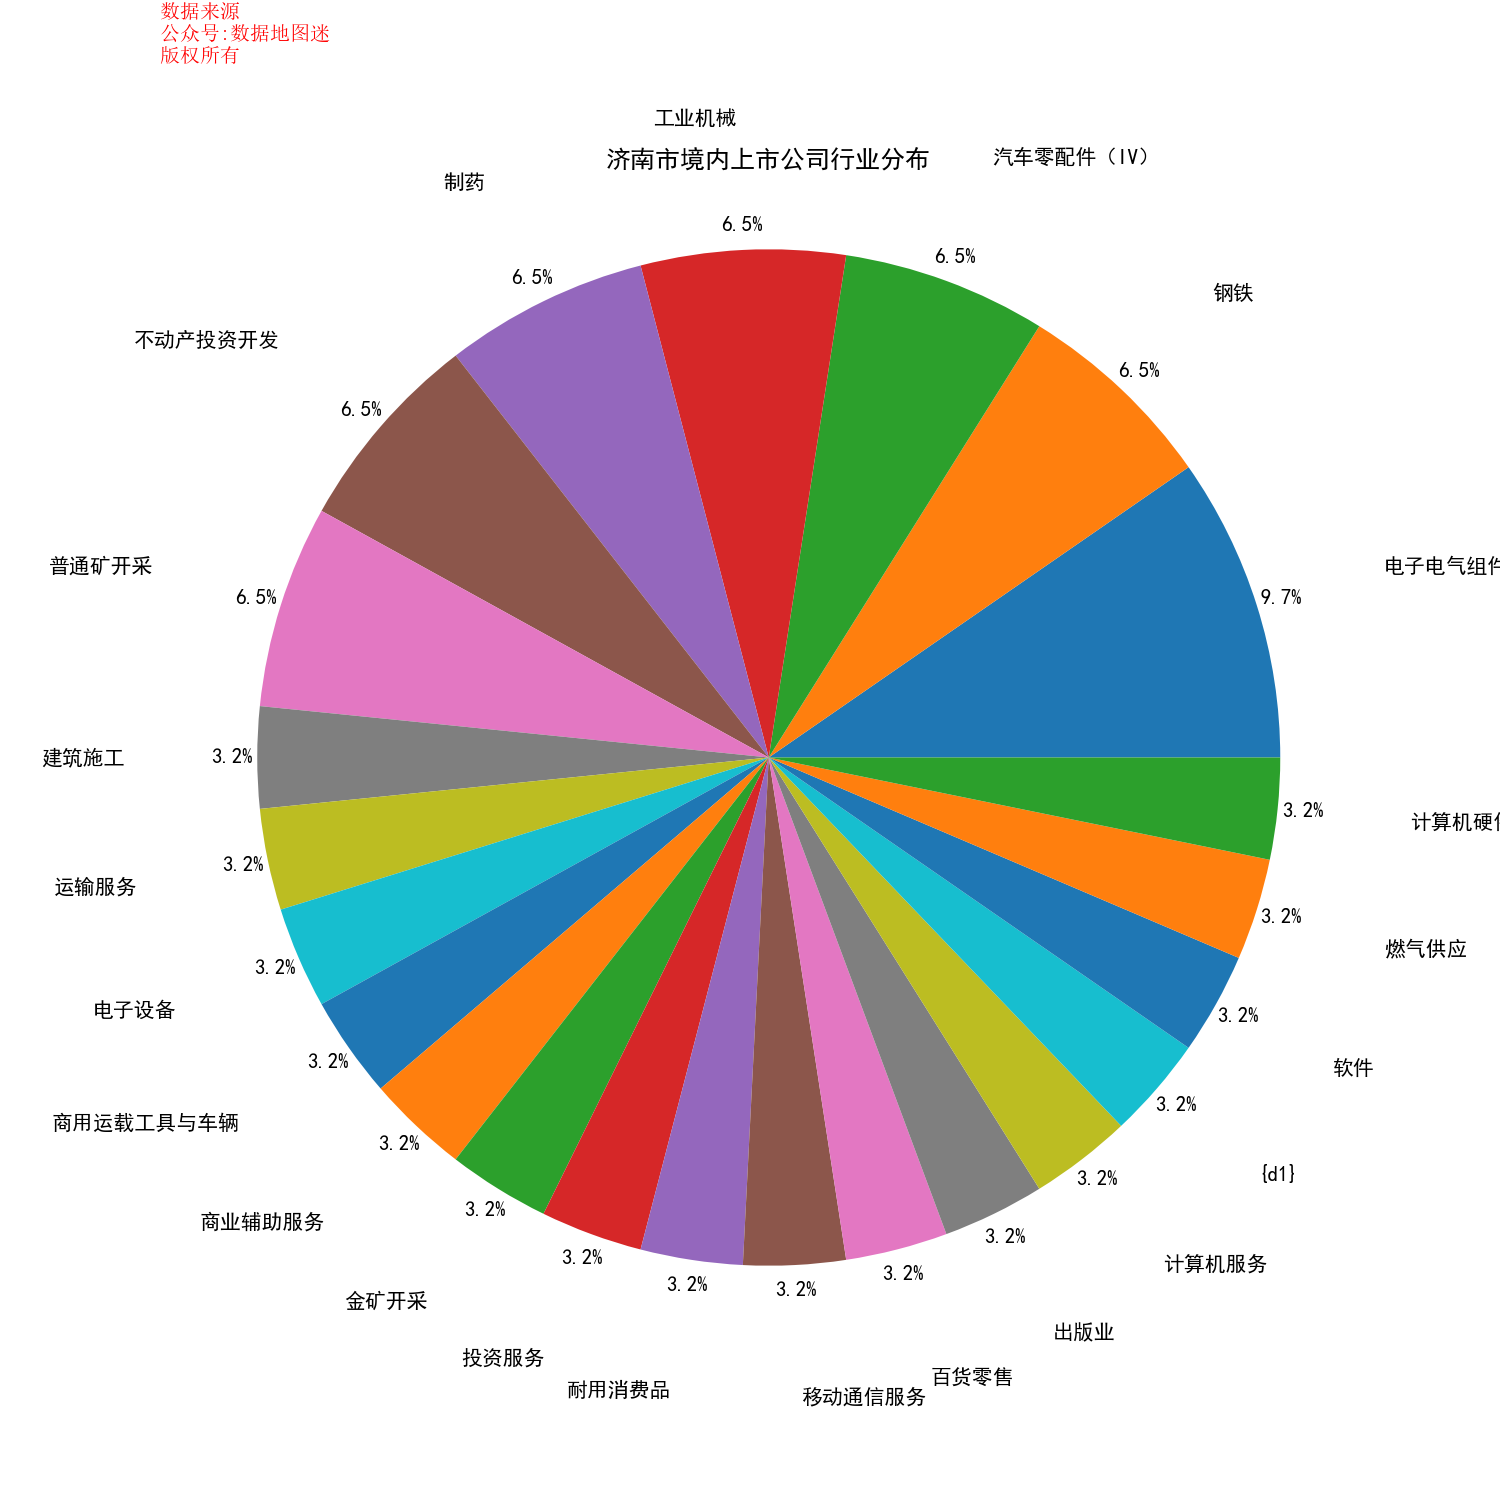 数据来源
公众号:数据地图迷
版权所有
工业机械
济南市境内上市公司行业分布
汽车零配件（IV）
制药
6.5%
6.5%
6.5%
钢铁
不动产投资开发
6.5%
6.5%
普通矿开采
6.5%
9.7%
电子电气组件
建筑施工
3.2%
3.2%
计算机硬件
运输服务
3.2%
3.2%
燃气供应
3.2%
电子设备
3.2%
软件
3.2%
商用运载工具与车辆
3.2%
3.2%
{d1}
3.2%
商业辅助服务
3.2%
3.2%
计算机服务
3.2%
3.2%
3.2%
3.2%
金矿开采
出版业
投资服务
百货零售
耐用消费品
移动通信服务